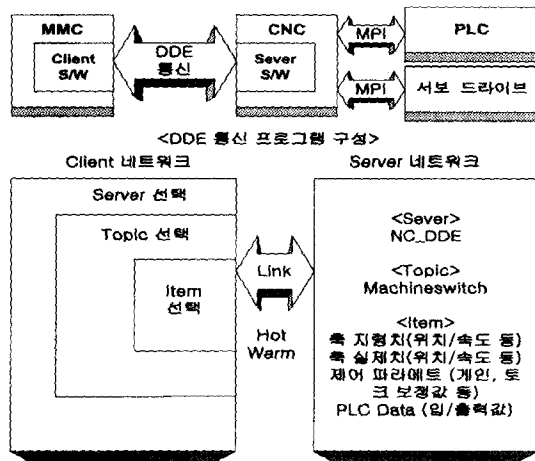 MMC
Client
S/W
DDE
통신
CNC
Sever
S/W
MPI
PLC
MPI
서보 드라이브
<DDE 통신 프로그램 구성>
Client 네트워크
Server 네트워크
Server 선택
Topic 선택
Item
선택
Link
Hot
Warm
<Sever>
NC_DDE
<Topic>
Machineswitch
<Item>
축 지령치(위치/속도 등)
축 실제치(위치/속도 등)
제어 파라메트 (게인, 토
크 보정값 등)
PLC Data (입/출력값)